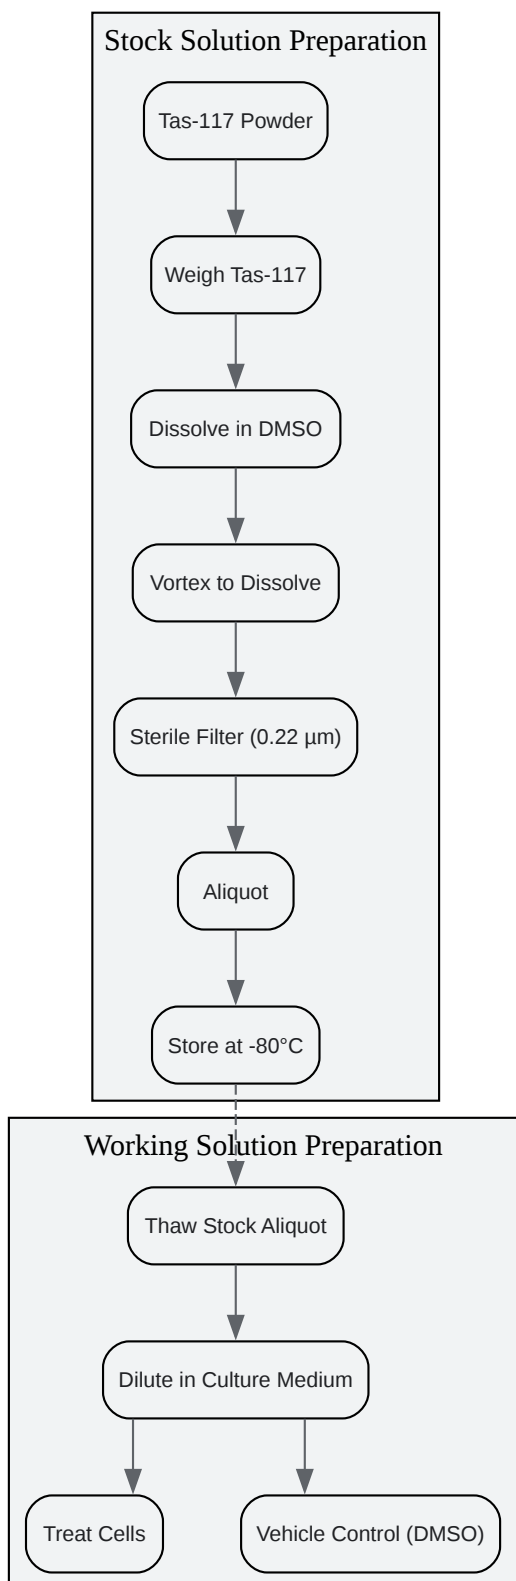 Stock Solution Preparation
Tas-117 Powder
Weigh Tas-117
Dissolve in DMSO
Vortex to Dissolve
Sterile Filter (0.22 µm)
Aliquot
Store at -80°C
Working Solution Preparation
Thaw Stock Aliquot
Dilute in Culture Medium
Treat Cells
Vehicle Control (DMSO)